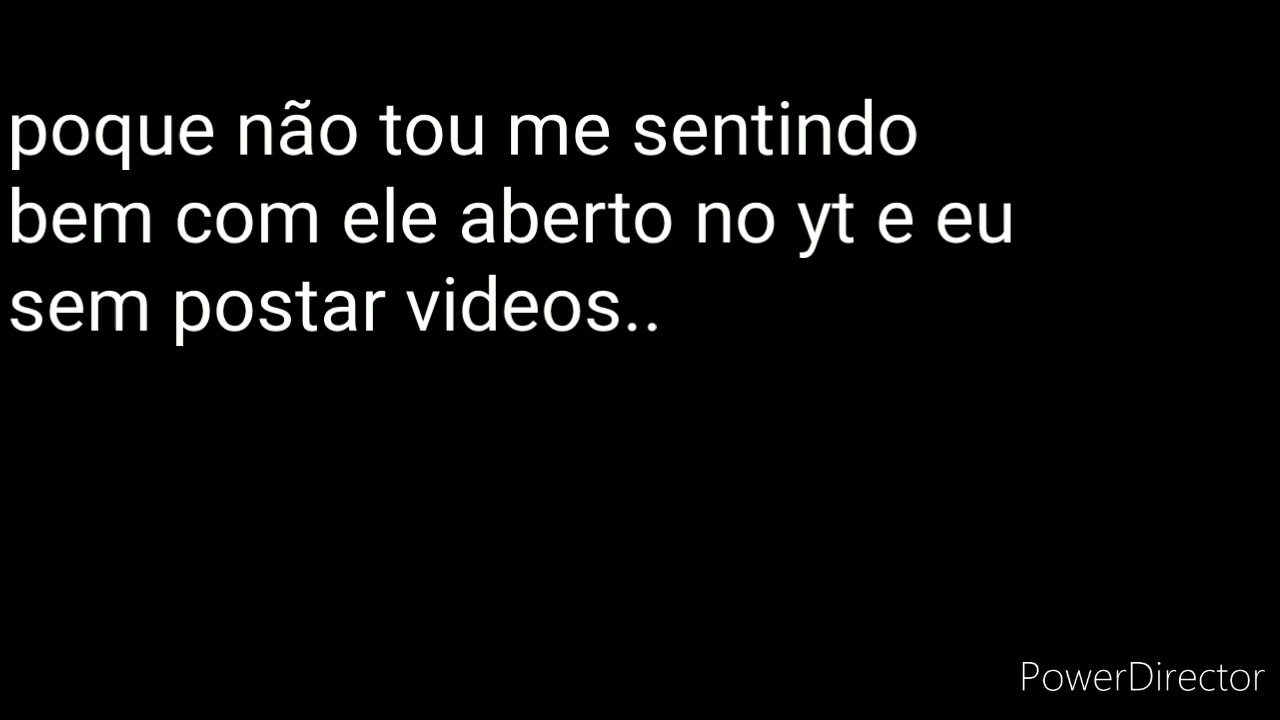 poque não tou me sentindo
bem com ele aberto no yt e eu
sem postar videos..
PowerDirector